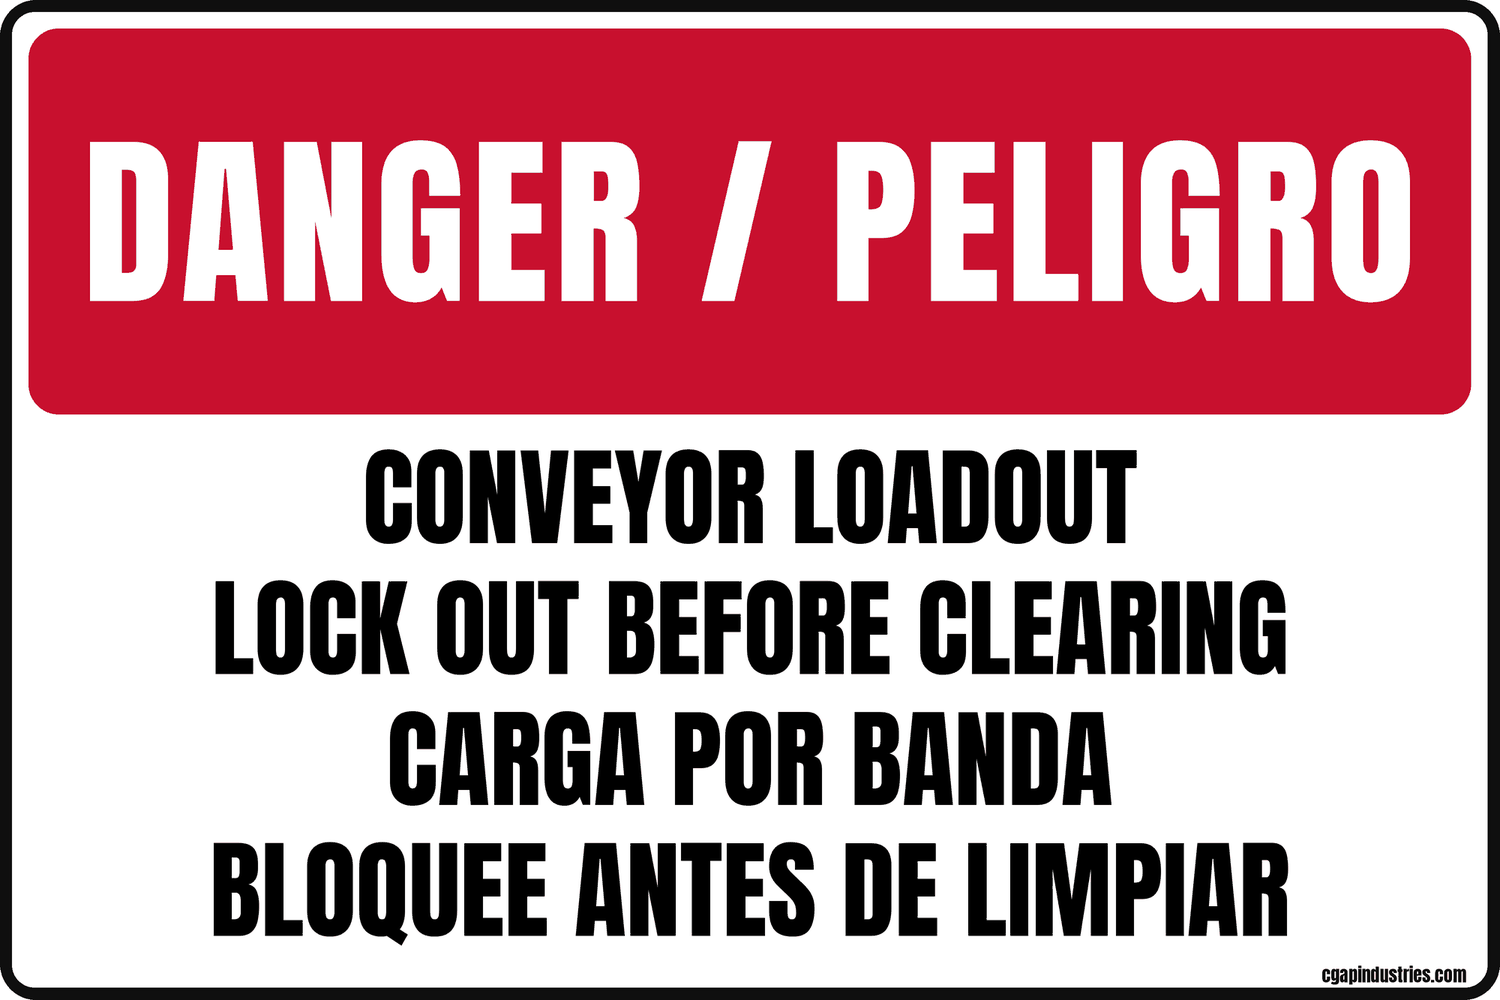 DANGER / PELIGRO
CONVEYOR LOADOUT
LOCK OUT BEFORE CLEARING
CARGA POR BANDA
BLOQUEE ANTES DE LIMPIAR
cgapindustries.com